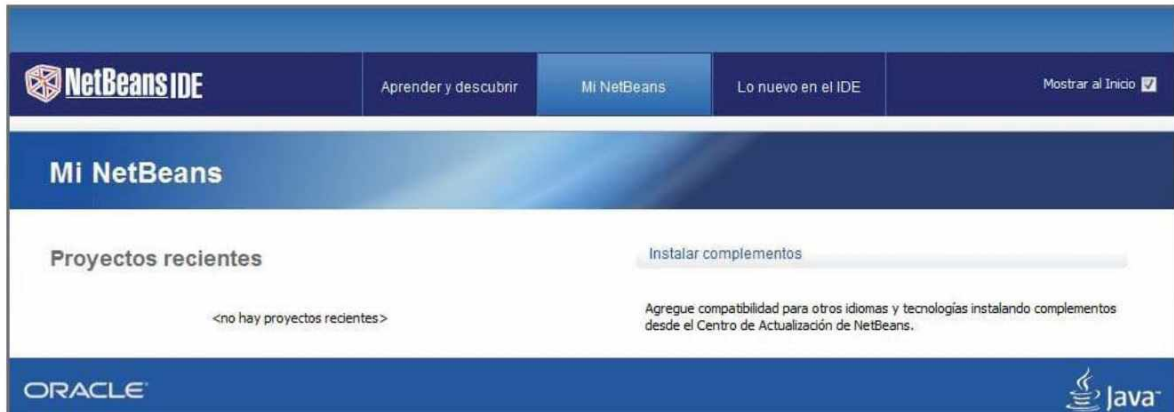 NetBeans IDE
Aprender y descubrir
Mi NetBeans
Lo nuevo en el IDE
Mostrar al Inicio
Mi NetBeans
Proyectos recientes
<no hay proyectos recientes>
Instalar complementos
Agregue compatibilidad para otros idiomas y tecnologías instalando complementos
desde el Centro de Actualización de NetBeans.
ORACLE
Java